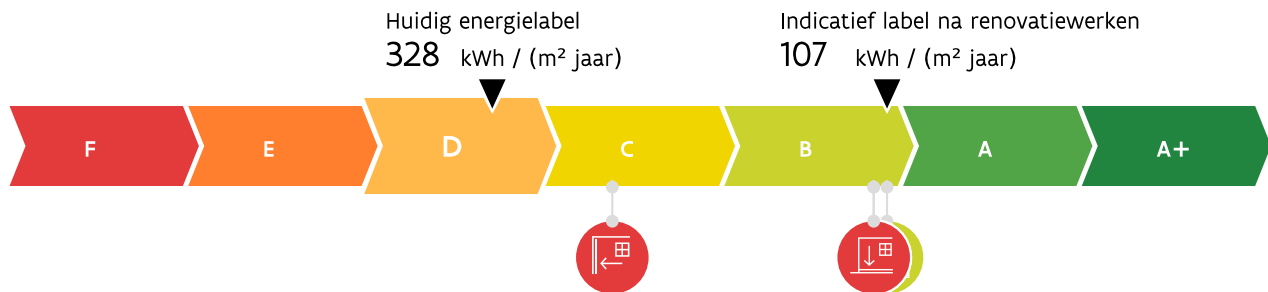 Huidig energielabel
328 kWh / (m² jaar)
Indicatief label na renovatiewerken
107 kWh / (m² jaar)
F E D C B A A+